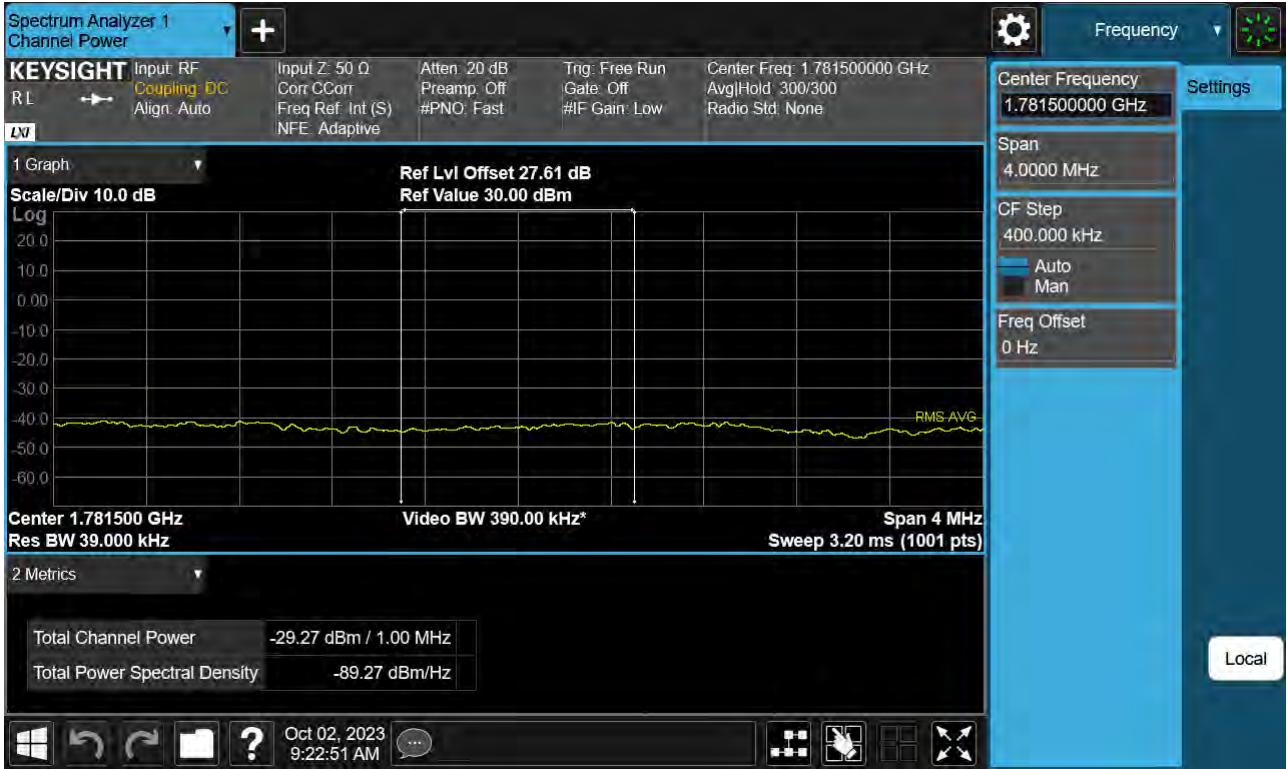 Spectrum Analyzer 1
Channel Power
+
Frequency
KEYSIGHT
R L
LXI
Input: RF
Coupling: DC
Align: Auto
Input Z: 50 Ω
Corr CCorr
Freq Ref: Int (S)
NFE: Adaptive
Atten: 20 dB
Preamp: Off
#PNO: Fast
Trig: Free Run
Gate: Off
#IF Gain: Low
Center Freq: 1.781500000 GHz
Avg|Hold: 300/300
Radio Std: None
Center Frequency
1.781500000 GHz
Settings
Span
4.0000 MHz
CF Step
400.000 kHz
Auto
Man
Freq Offset
0 Hz
1 Graph
Scale/Div 10.0 dB
Ref Lvl Offset 27.61 dB
Ref Value 30.00 dBm
Log
20.0
10.0
0.00
-10.0
-20.0
-30.0
-40.0
RMS AVG
-50.0
-60.0
Center 1.781500 GHz
Video BW 390.00 kHz*
Span 4 MHz
Res BW 39.000 kHz
Sweep 3.20 ms (1001 pts)
2 Metrics
Total Channel Power -29.27 dBm / 1.00 MHz
Total Power Spectral Density -89.27 dBm/Hz
Local
?
Oct 02, 2023
9:22:51 AM